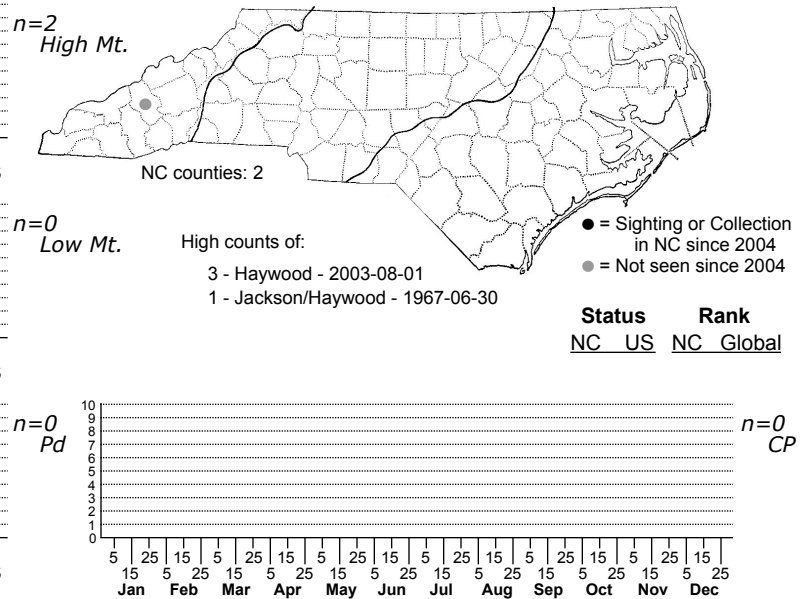 n=2
High Mt.
NC counties: 2
n=0
Low Mt.
High counts of:
3 - Haywood - 2003-08-01
1 - Jackson/Haywood - 1967-06-30
● = Sighting or Collection
in NC since 2004
● = Not seen since 2004
Status Rank
NC US NC Global
n=0
Pd
10
9
8
7
6
5
4
3
2
1
0
n=0
CP
5 25 15 5 25 15 5 25 15 5 25 15 5 25 15 5 25 15
15 5 25 15 5 25 15 5 25 15 5 25 15 5 25 15 5 25
Jan Feb Mar Apr May Jun Jul Aug Sep Oct Nov Dec